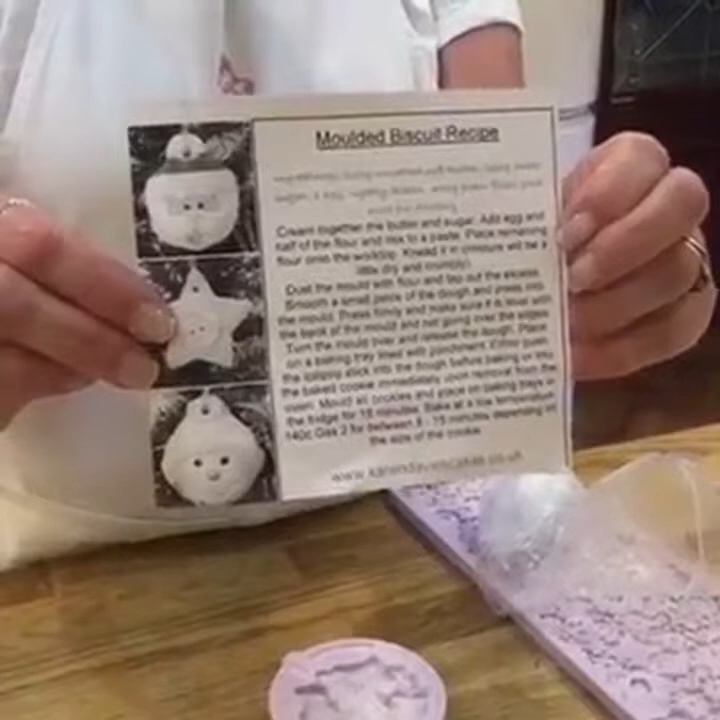 Moulded Biscuit Recipe
Cream together the butter and sugar. Add egg and
half of the flour and mix to a paste. Place remaining
flour onto the worktop. Knead it in (mixture will be a
little dry and crumbly).
Dust the mould with flour and tap out the excess.
Smooth a small piece of the dough and press into
the mould. Press firmly and make sure it is level with
the back of the mould and not going over the edges.
Turn the mould over and release the dough. Place
on a baking tray lined with parchment. Either push
the lollipop stick into the dough before baking or into
the baked cookie immediately upon removal from the
oven. Mould all cookies and place on baking trays in
the fridge for 15 minutes. Bake at a low temperature
140c Gas 3 for between 8 - 15 minutes depending on
the size of the cookie.
www.karendaviescakes.co.uk